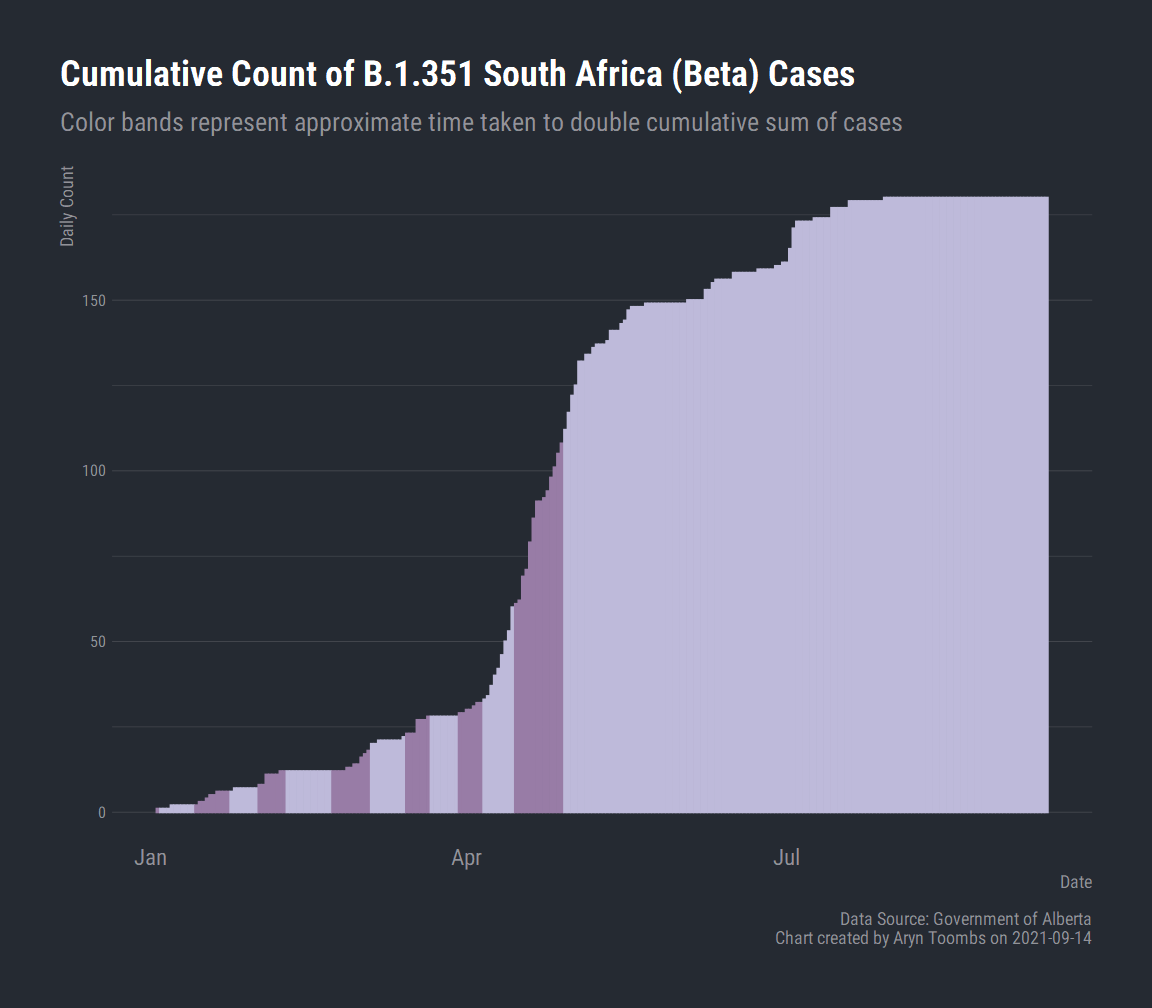 Cumulative Count of B.1.351 South Africa (Beta) Cases
Color bands represent approximate time taken to double cumulative sum of cases
Daily Count
150
100
50
0
Jan
Apr
Jul
Date
Data Source: Government of Alberta
Chart created by Aryn Toombs on 2021-09-14